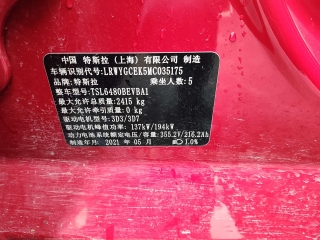 中国 特斯拉（上海）有限公司 制造
车辆识别代号:LRWYGCEK5MC035175
品牌:特斯拉 乘坐人数:5
整车型号:TSL6480BEVBA1
最大允许总质量:2415 kg
最大允许牵引质量:0 kg
驱动电机型号:3D3/3D7
驱动电机峰值功率:137kW/194kW
动力电池系统额定电压/容量:355.2V/216.2Ah
制造年月:2021 年 05 月 1.0%